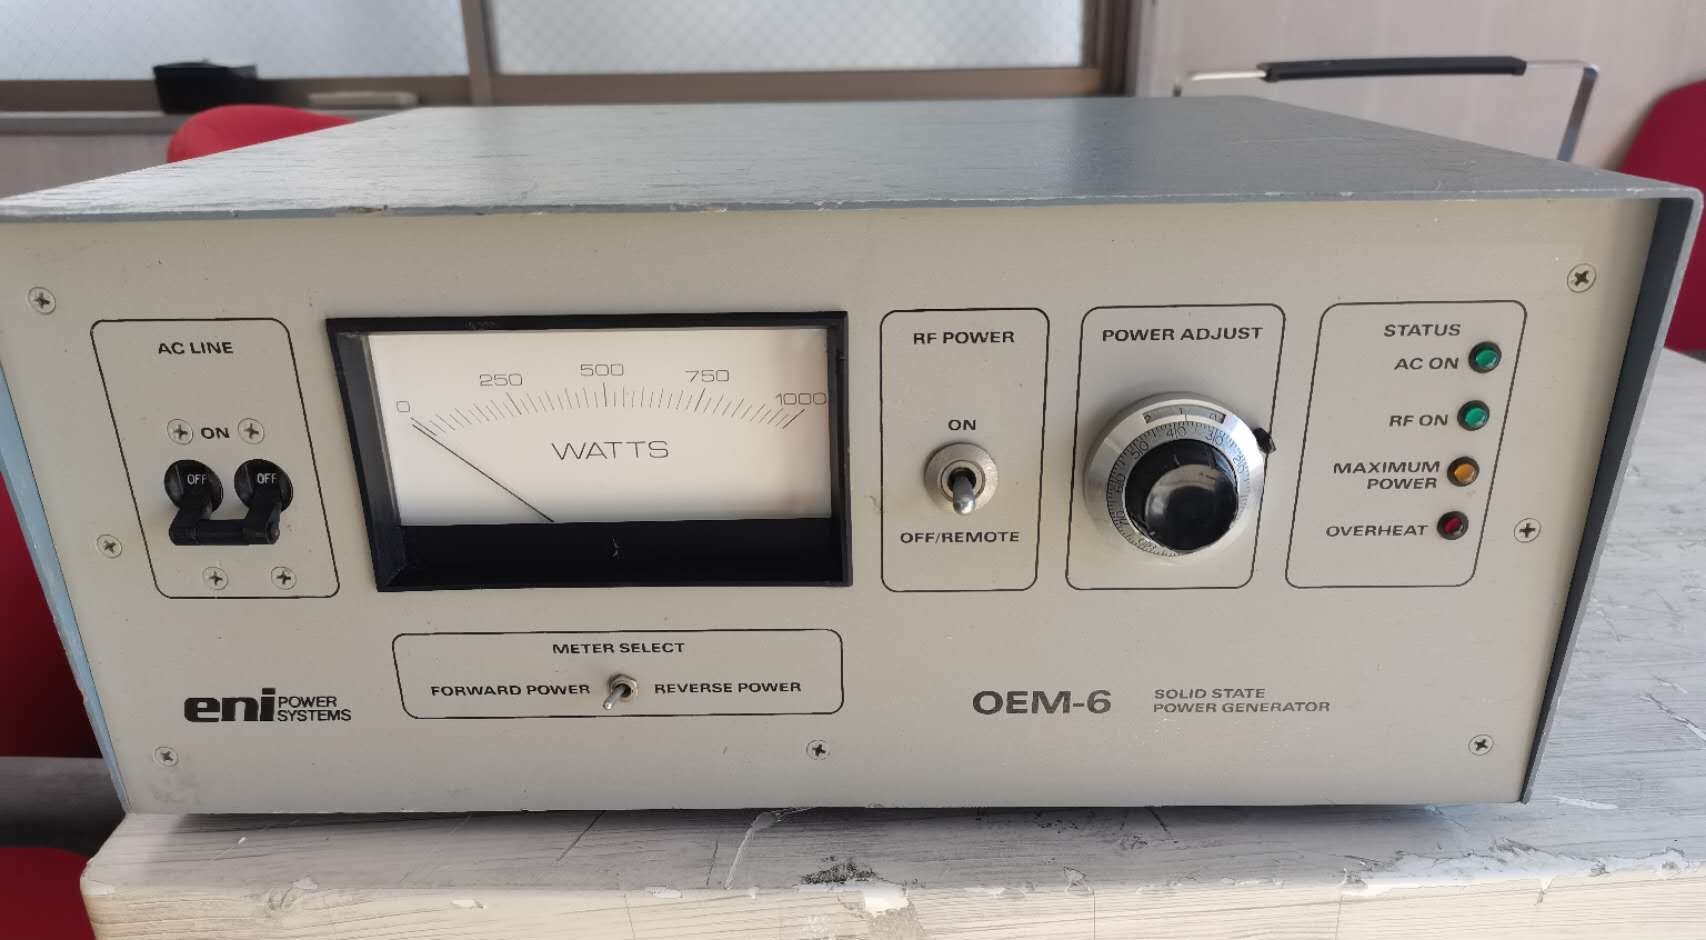 AC LINE
ON
OFF OFF
0 250 500 750 1000
WATTS
RF POWER
ON
OFF/REMOTE
POWER ADJUST
STATUS
AC ON
RF ON
MAXIMUM
POWER
OVERHEAT
METER SELECT
FORWARD POWER REVERSE POWER
eni POWER
SYSTEMS
OEM-6 SOLID STATE
POWER GENERATOR